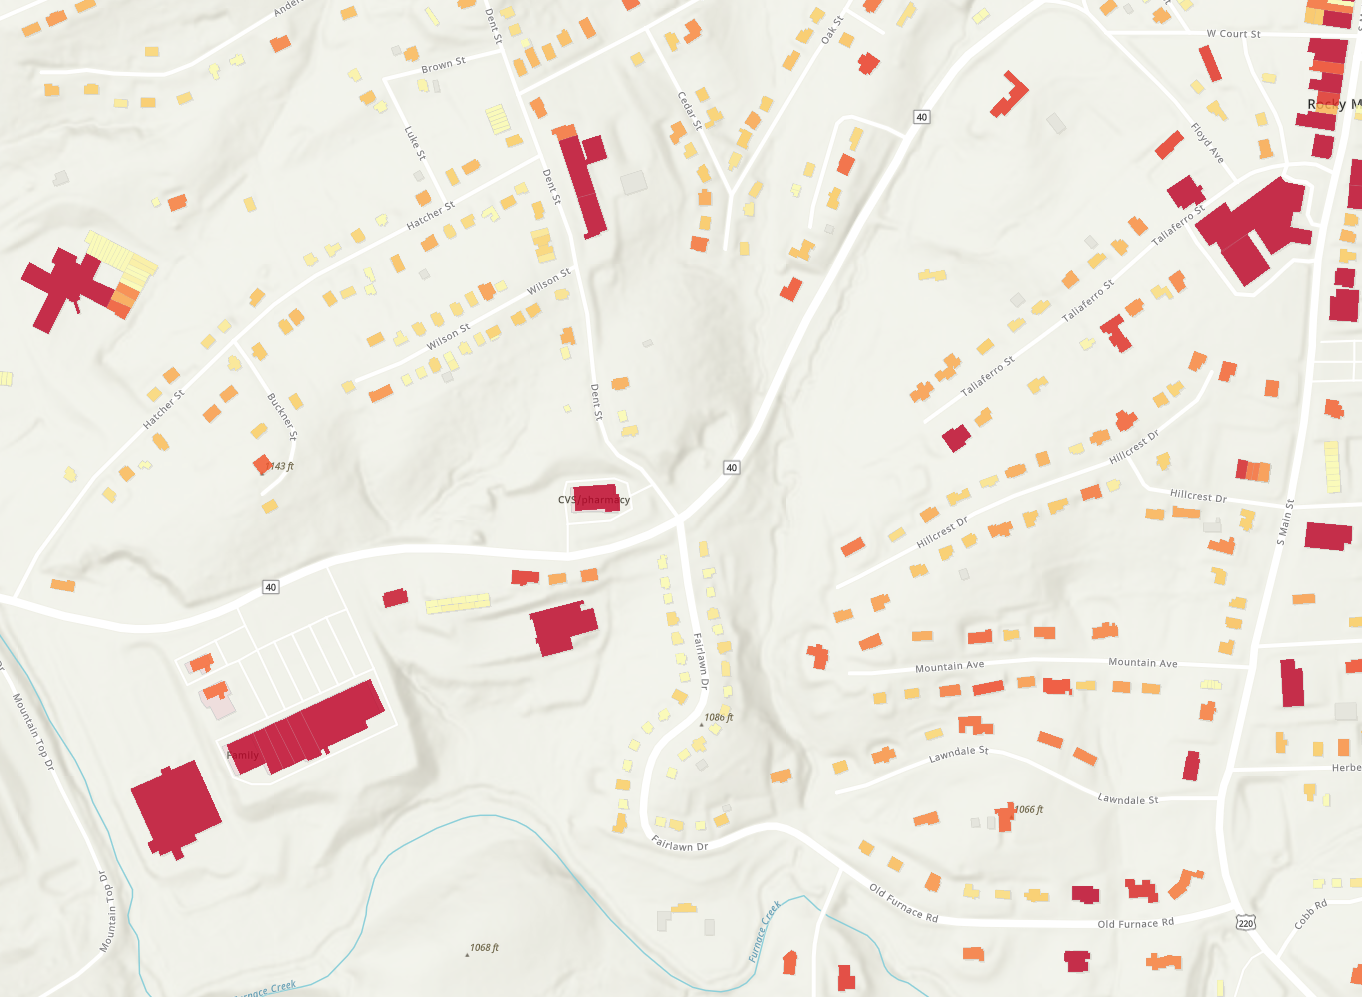 Dent St
Oak St
W Court St
Brown St
40
Rocky M
Cedar St
Luke St
Floyd Ave
Dent St
Hatcher St
Taliaferro St
Wilson St
Taliaferro St
Wilson St
Taliaferro St
Hatcher St
Buckner St
Dent St
Hillcrest Dr
1143 ft
40
CVS/pharmacy
Hillcrest Dr
S Main St
Hillcrest Dr
40
Fairlawn Dr
Mountain Ave
Mountain Ave
Mountain Top Dr
1086 ft
Family
Lawndale St
Herbe
Lawndale St
1066 ft
Fairlawn Dr
Mountain Top Dr
Old Furnace Rd
Old Furnace Rd
220
Cobb Rd
Furnace Creek
1068 ft
urnace Creek